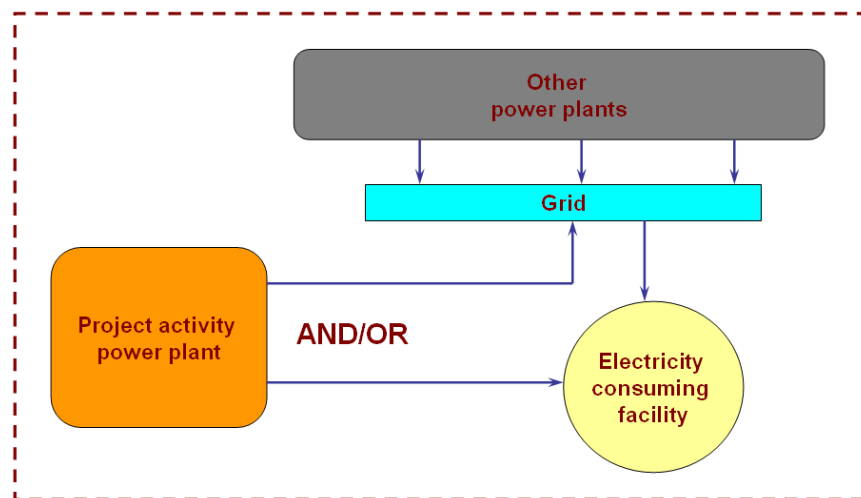 Other
power plants
Grid
Project activity
power plant
AND/OR
Electricity
consuming
facility